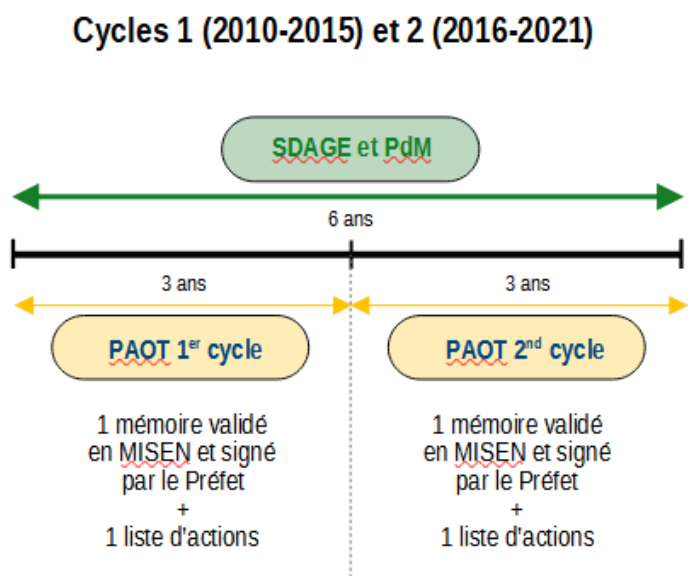 Cycles 1 (2010-2015) et 2 (2016-2021)
SDAGE et PdM
6 ans
3 ans
3 ans
PAOT 1er cycle
PAOT 2nd cycle
1 mémoire validé
en MISEN et signé
par le Préfet
+
1 liste d'actions
1 mémoire validé
en MISEN et signé
par le Préfet
+
1 liste d'actions